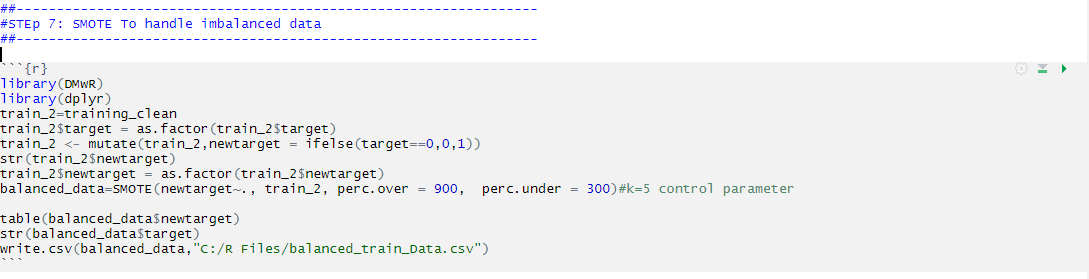 ##-----------------------------------------------------------------
#STEp 7: SMOTE To handle imbalanced data
##-----------------------------------------------------------------
```{r}
library(DMwR)
library(dplyr)
train_2=training_clean
train_2$target = as.factor(train_2$target)
train_2 <- mutate(train_2,newtarget = ifelse(target==0,0,1))
str(train_2$newtarget)
train_2$newtarget = as.factor(train_2$newtarget)
balanced_data=SMOTE(newtarget~., train_2, perc.over = 900,  perc.under = 300)#k=5 control parameter
table(balanced_data$newtarget)
str(balanced_data$target)
write.csv(balanced_data,"C:/R Files/balanced_train_Data.csv")
```